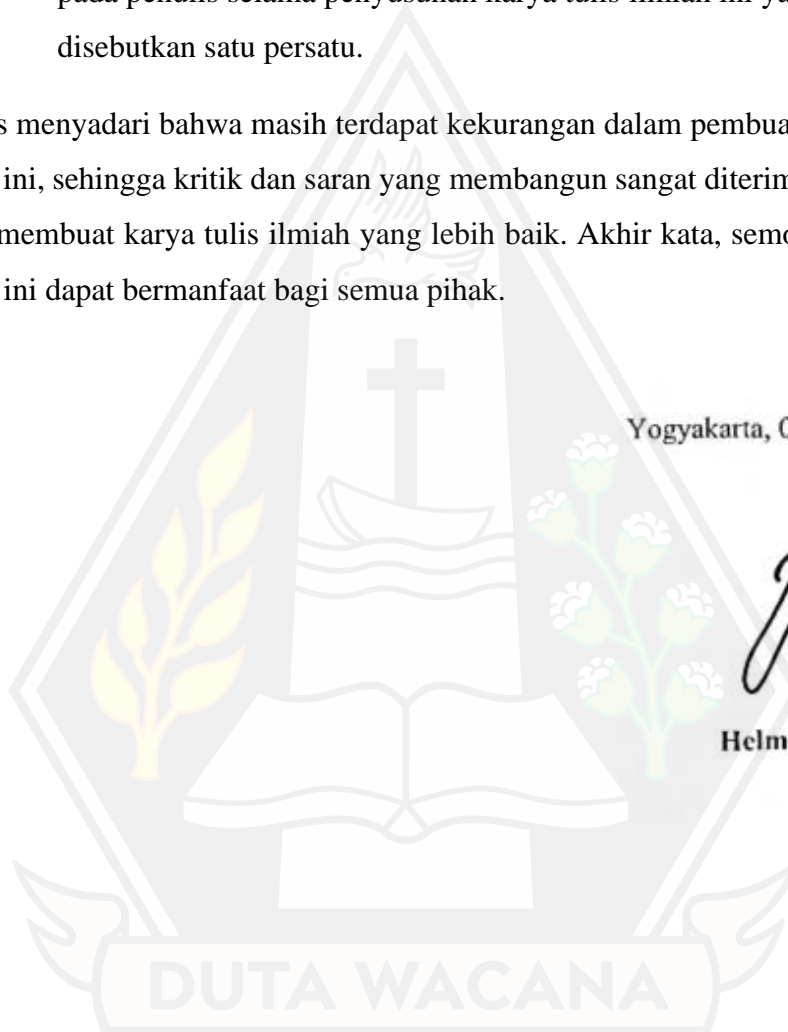 pada penulis selama penyusunan karya tulis ilmiah ini
disebutkan satu persatu.
s menyadari bahwa masih terdapat kekurangan dalam pembua
ini, sehingga kritik dan saran yang membangun sangat diterim
membuat karya tulis ilmiah yang lebih baik. Akhir kata, semo
ini dapat bermanfaat bagi semua pihak.
Yogyakarta, 0
Helm
DUTA WACANA